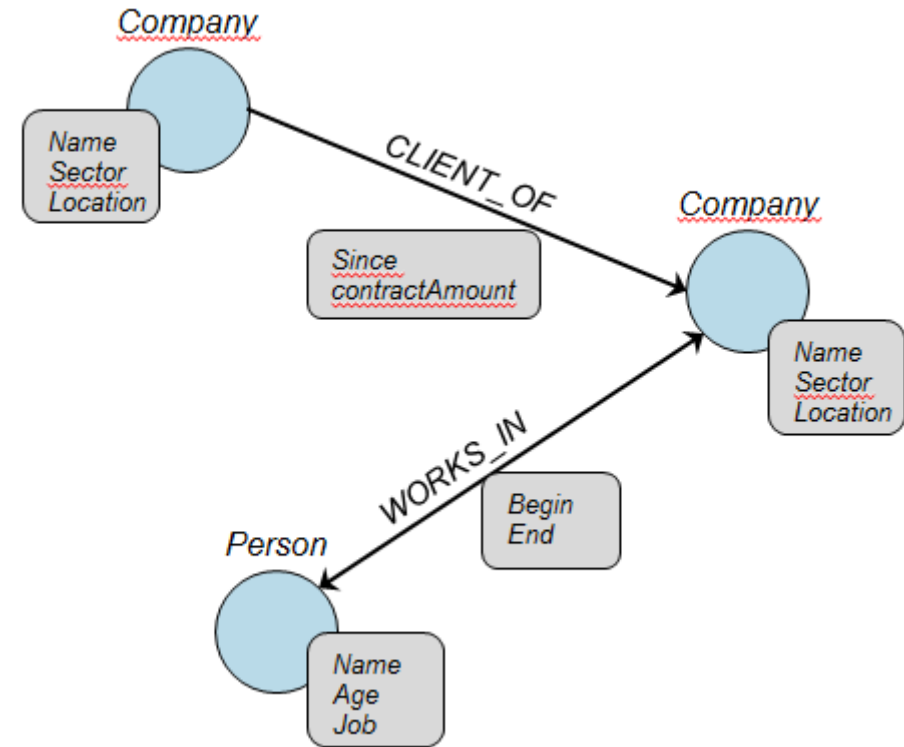 Company
Name
Sector
Location
CLIENT_OF
Since
contractAmount
Company
Name
Sector
Location
WORKS_IN
Begin
End
Person
Name
Age
Job